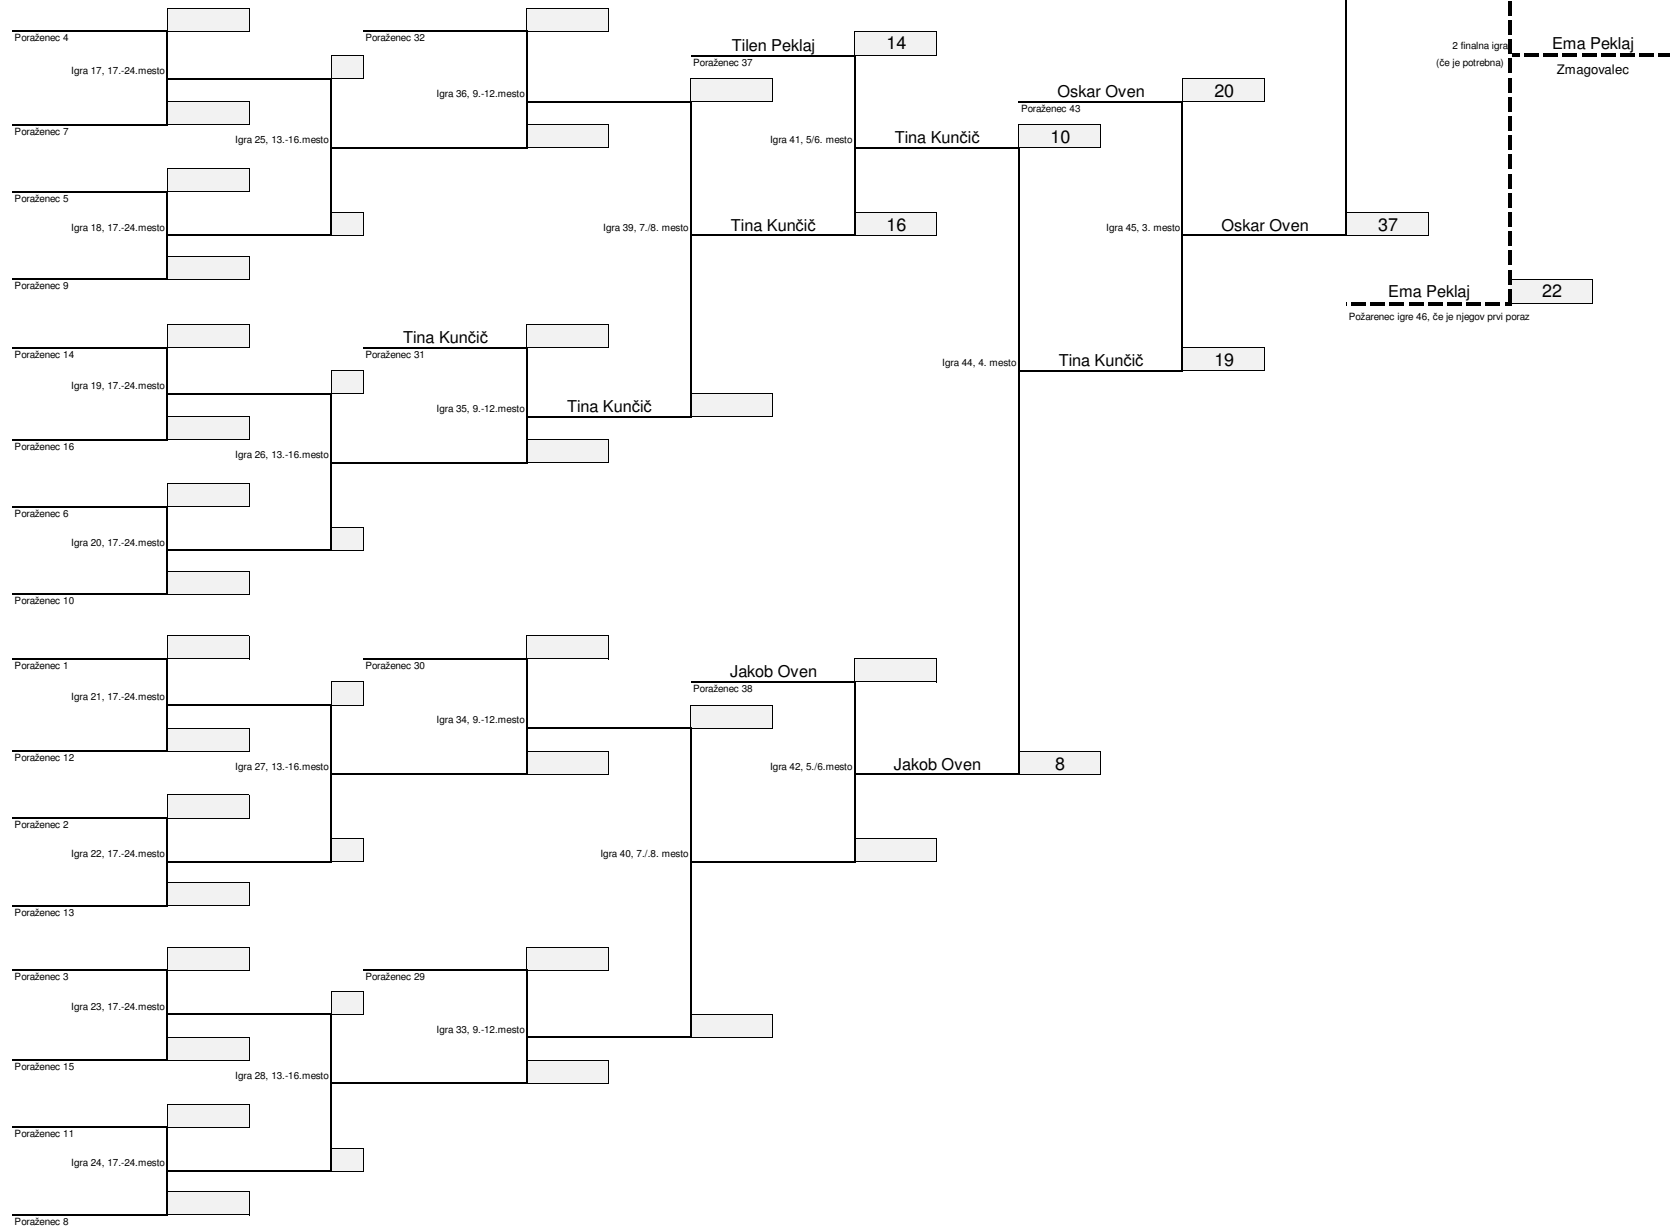 Poraženec 4
Igra 17, 17.-24.mesto
Poraženec 7
Igra 25, 13.-16.mesto
Poraženec 5
Igra 18, 17.-24.mesto
Poraženec 9
Poraženec 14
Igra 19, 17.-24.mesto
Poraženec 16
Igra 26, 13.-16.mesto
Poraženec 6
Igra 20, 17.-24.mesto
Poraženec 10
Poraženec 1
Igra 21, 17.-24.mesto
Poraženec 12
Igra 27, 13.-16.mesto
Poraženec 2
Igra 22, 17.-24.mesto
Poraženec 13
Poraženec 3
Igra 23, 17.-24.mesto
Poraženec 15
Igra 28, 13.-16.mesto
Poraženec 11
Igra 24, 17.-24.mesto
Poraženec 8
Poraženec 32
Igra 36, 9.-12.mesto
Tina Kunčič
Poraženec 31
Igra 35, 9.-12.mesto
Tina Kunčič
Poraženec 30
Igra 34, 9.-12.mesto
Poraženec 29
Igra 33, 9.-12.mesto
Tilen Peklaj 14
Poraženec 37
Igra 41, 5/6. mesto
Igra 39, 7./8. mesto
Tina Kunčič 16
Jakob Oven
Poraženec 38
Igra 42, 5./6.mesto
Igra 40, 7./.8. mesto
Tina Kunčič 10
Igra 44, 4. mesto
Jakob Oven 8
Oskar Oven 20
Poraženec 43
Igra 45, 3. mesto
Tina Kunčič 19
Oskar Oven 37
2 finalna igra
(če je potrebna)
Ema Peklaj
Zmagovalec
Ema Peklaj 22
Požarenec igre 46, če je njegov prvi poraz